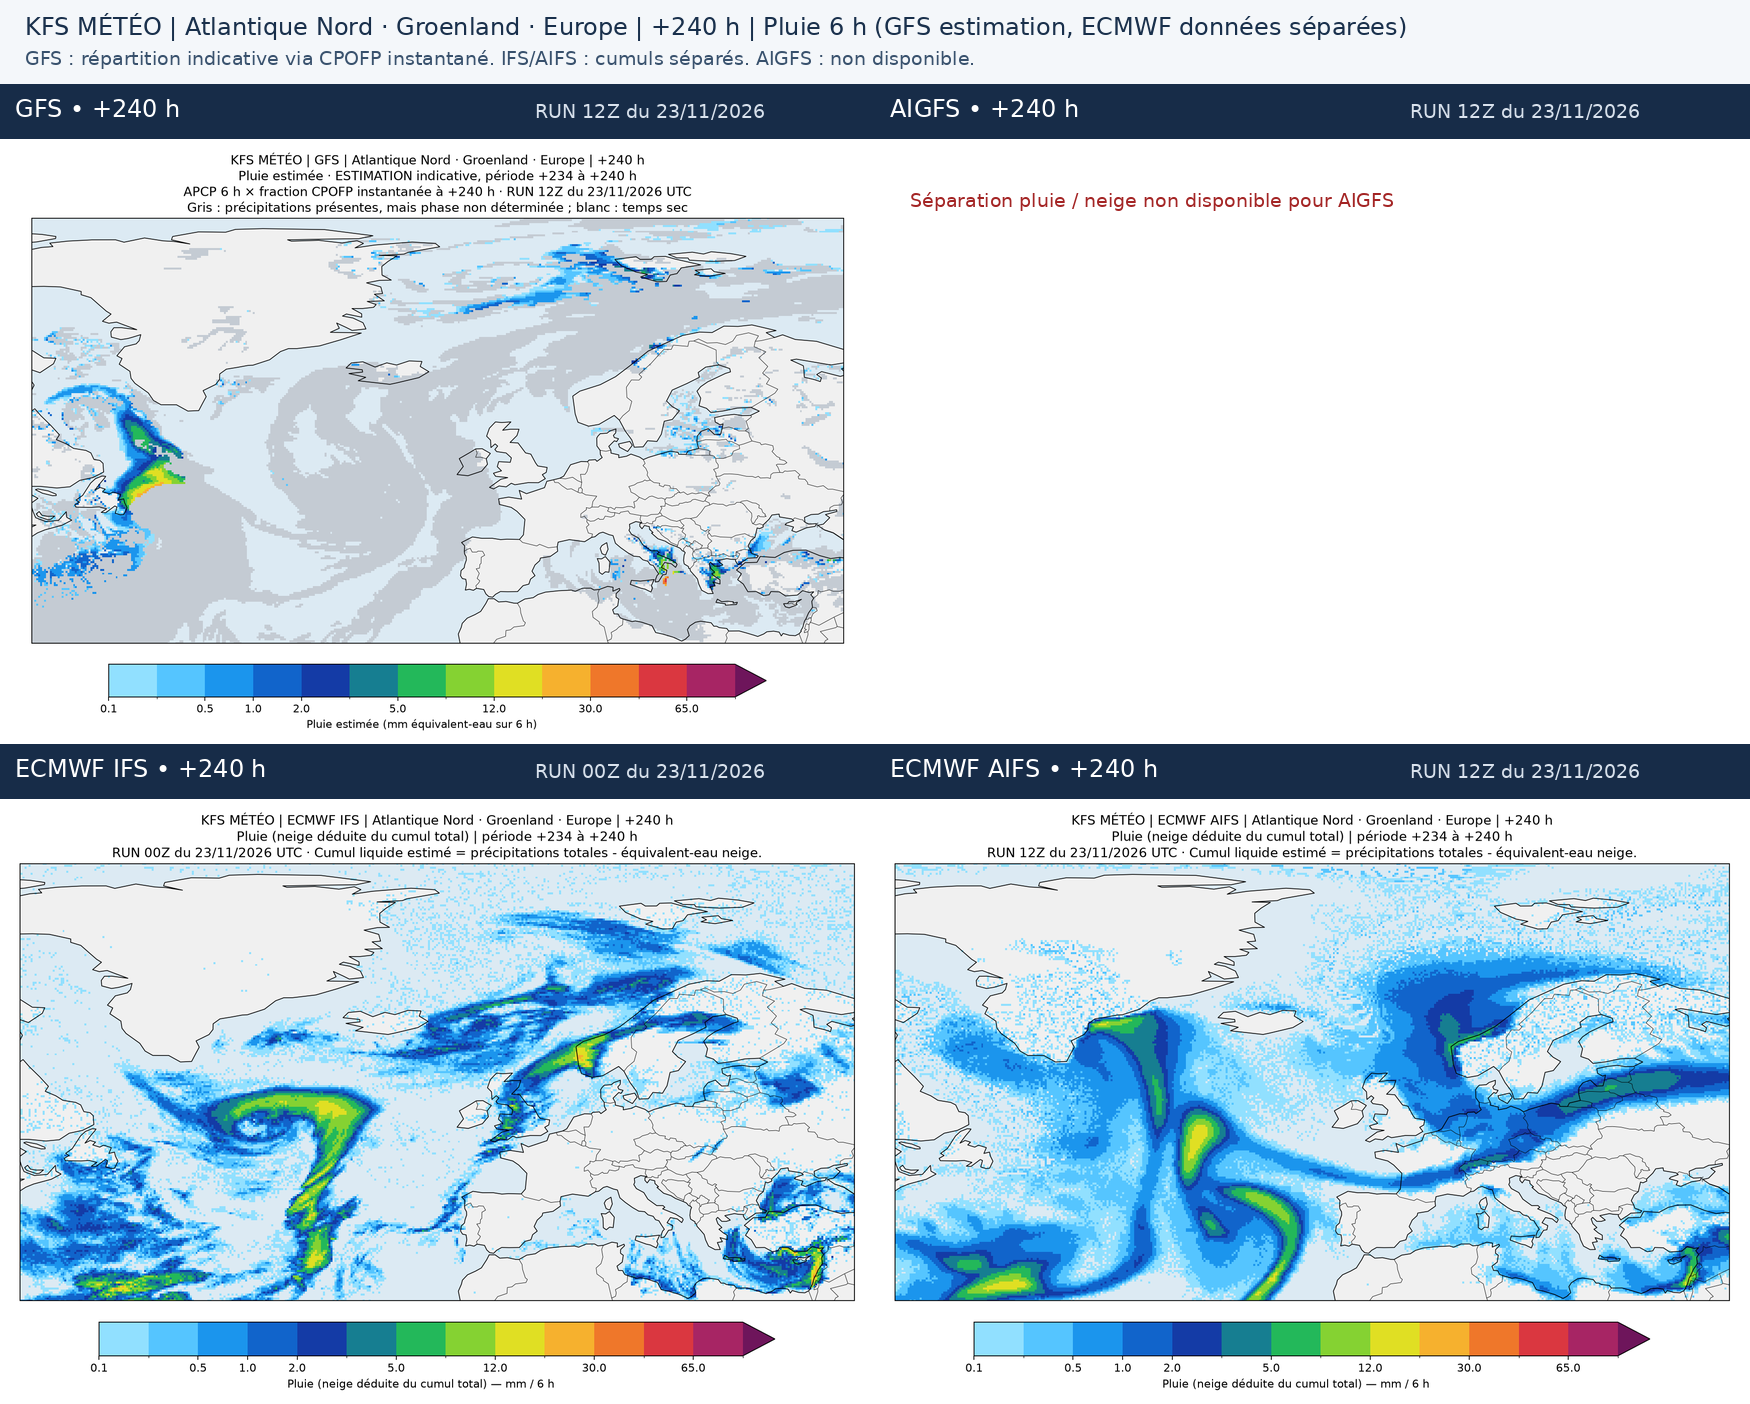 KFS MÉTÉO | Atlantique Nord · Groenland · Europe | +240 h | Pluie 6 h (GFS estimation, ECMWF données séparées)
GFS : répartition indicative via CPOFP instantané. IFS/AIFS : cumuls séparés. AIGFS : non disponible.
GFS • +240 h
RUN 12Z du 23/11/2026
AIGFS • +240 h
RUN 12Z du 23/11/2026
KFS MÉTÉO | GFS | Atlantique Nord · Groenland · Europe | +240 h
Pluie estimée · ESTIMATION indicative, période +234 à +240 h
APCP 6 h × fraction CPOFP instantanée à +240 h · RUN 12Z du 23/11/2026 UTC
Gris : précipitations présentes, mais phase non déterminée ; blanc : temps sec
Séparation pluie / neige non disponible pour AIGFS
0.1 0.5 1.0 2.0 5.0 12.0 30.0 65.0
Pluie estimée (mm équivalent-eau sur 6 h)
ECMWF IFS • +240 h
RUN 00Z du 23/11/2026
ECMWF AIFS • +240 h
RUN 12Z du 23/11/2026
KFS MÉTÉO | ECMWF IFS | Atlantique Nord · Groenland · Europe | +240 h
Pluie (neige déduite du cumul total) | période +234 à +240 h
RUN 00Z du 23/11/2026 UTC · Cumul liquide estimé = précipitations totales - équivalent-eau neige.
KFS MÉTÉO | ECMWF AIFS | Atlantique Nord · Groenland · Europe | +240 h
Pluie (neige déduite du cumul total) | période +234 à +240 h
RUN 12Z du 23/11/2026 UTC · Cumul liquide estimé = précipitations totales - équivalent-eau neige.
0.1 0.5 1.0 2.0 5.0 12.0 30.0 65.0
Pluie (neige déduite du cumul total) — mm / 6 h
0.1 0.5 1.0 2.0 5.0 12.0 30.0 65.0
Pluie (neige déduite du cumul total) — mm / 6 h